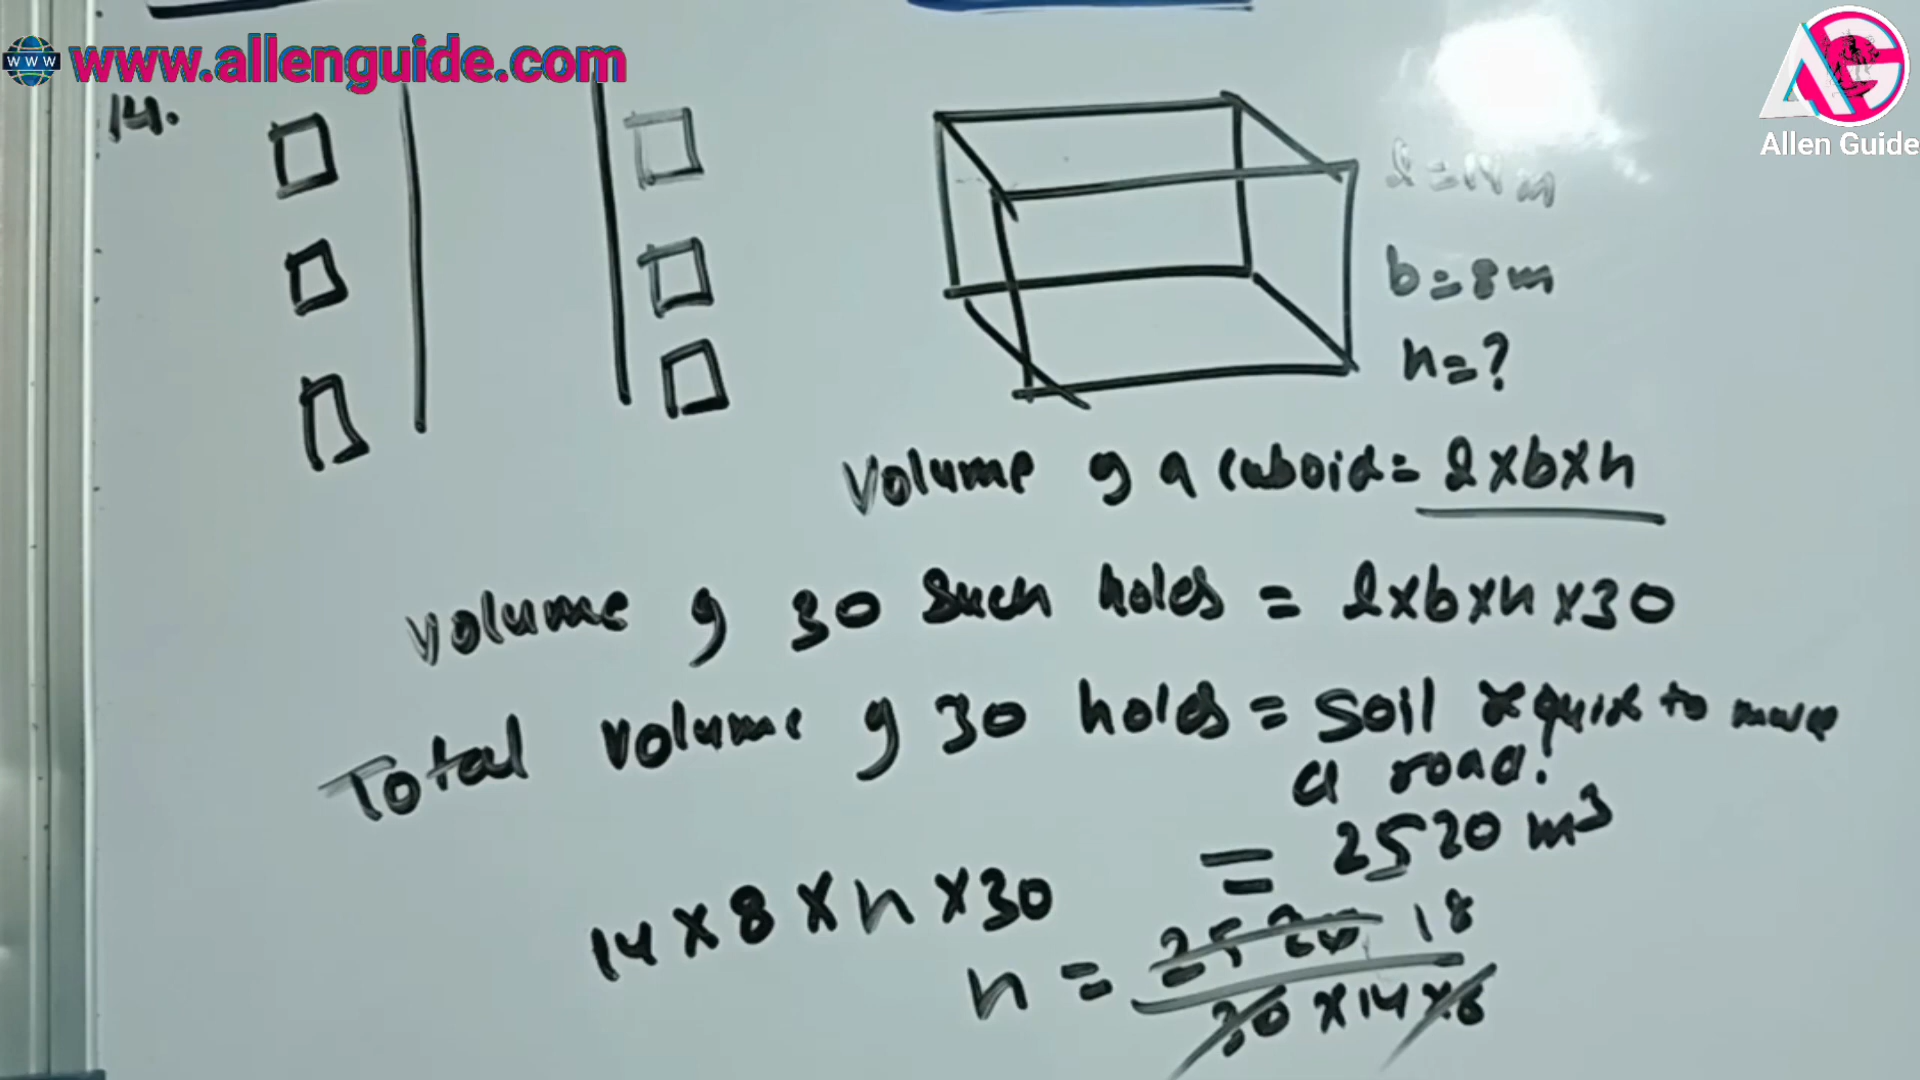 www.allenguide.com
Allen Guide
14.
l=14m
b=8m
h=?
Volume of a cuboid= l×b×h
volume of 30 such holes = l×b×h×30
Total volume of 30 holes = soil requir to make
a road.
= 2520 m³
14×8×h×30
h = 2520 18
30×14×8